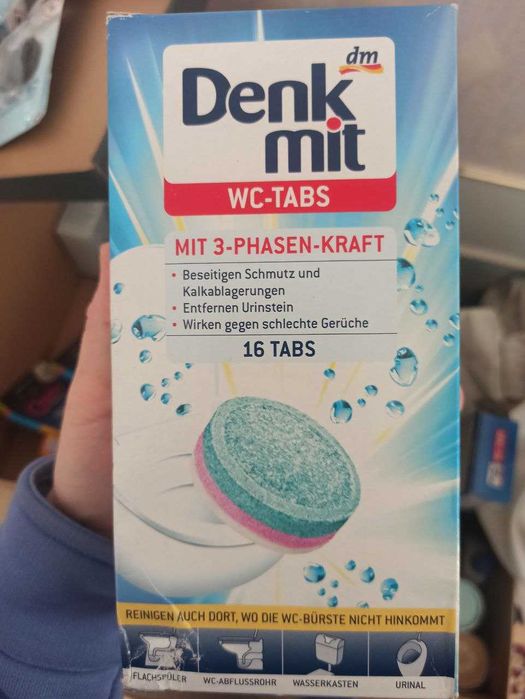 dm
Denk
mit
WC-TABS
MIT 3-PHASEN-KRAFT
• Beseitigen Schmutz und
Kalkablagerungen
• Entfernen Urinstein
• Wirken gegen schlechte Gerüche
16 TABS
REINIGEN AUCH DORT, WO DIE WC-BÜRSTE NICHT HINKOMMT
FLACHSPÜLER
WC-ABFLUSSROHR
WASSERKASTEN
URINAL